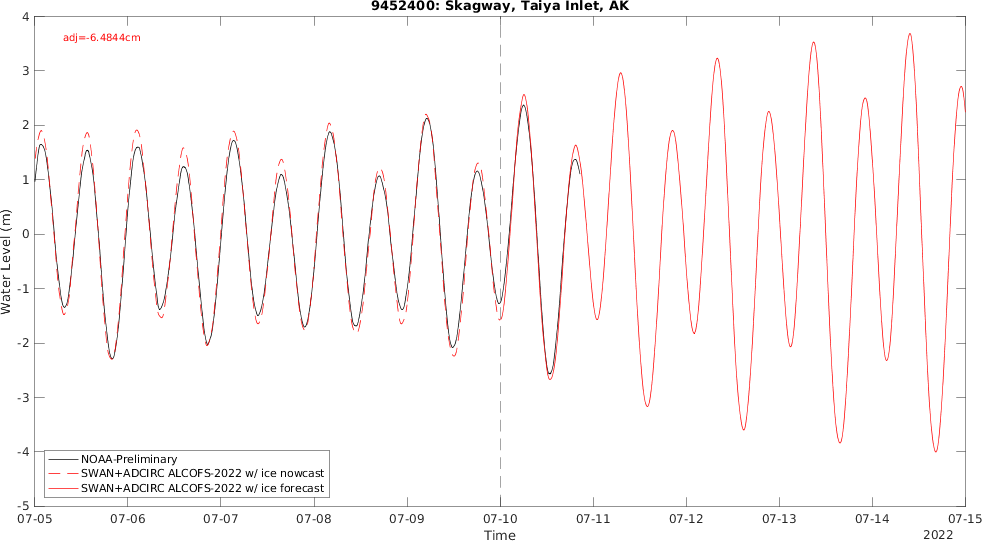 9452400: Skagway, Taiya Inlet, AK
adj=-6.4844cm
4
3
2
1
0
-1
-2
-3
-4
-5
Water Level (m)
NOAA-Preliminary
SWAN+ADCIRC ALCOFS-2022 w/ ice nowcast
SWAN+ADCIRC ALCOFS-2022 w/ ice forecast
07-05 07-06 07-07 07-08 07-09 07-10 07-11 07-12 07-13 07-14 07-15
Time
2022